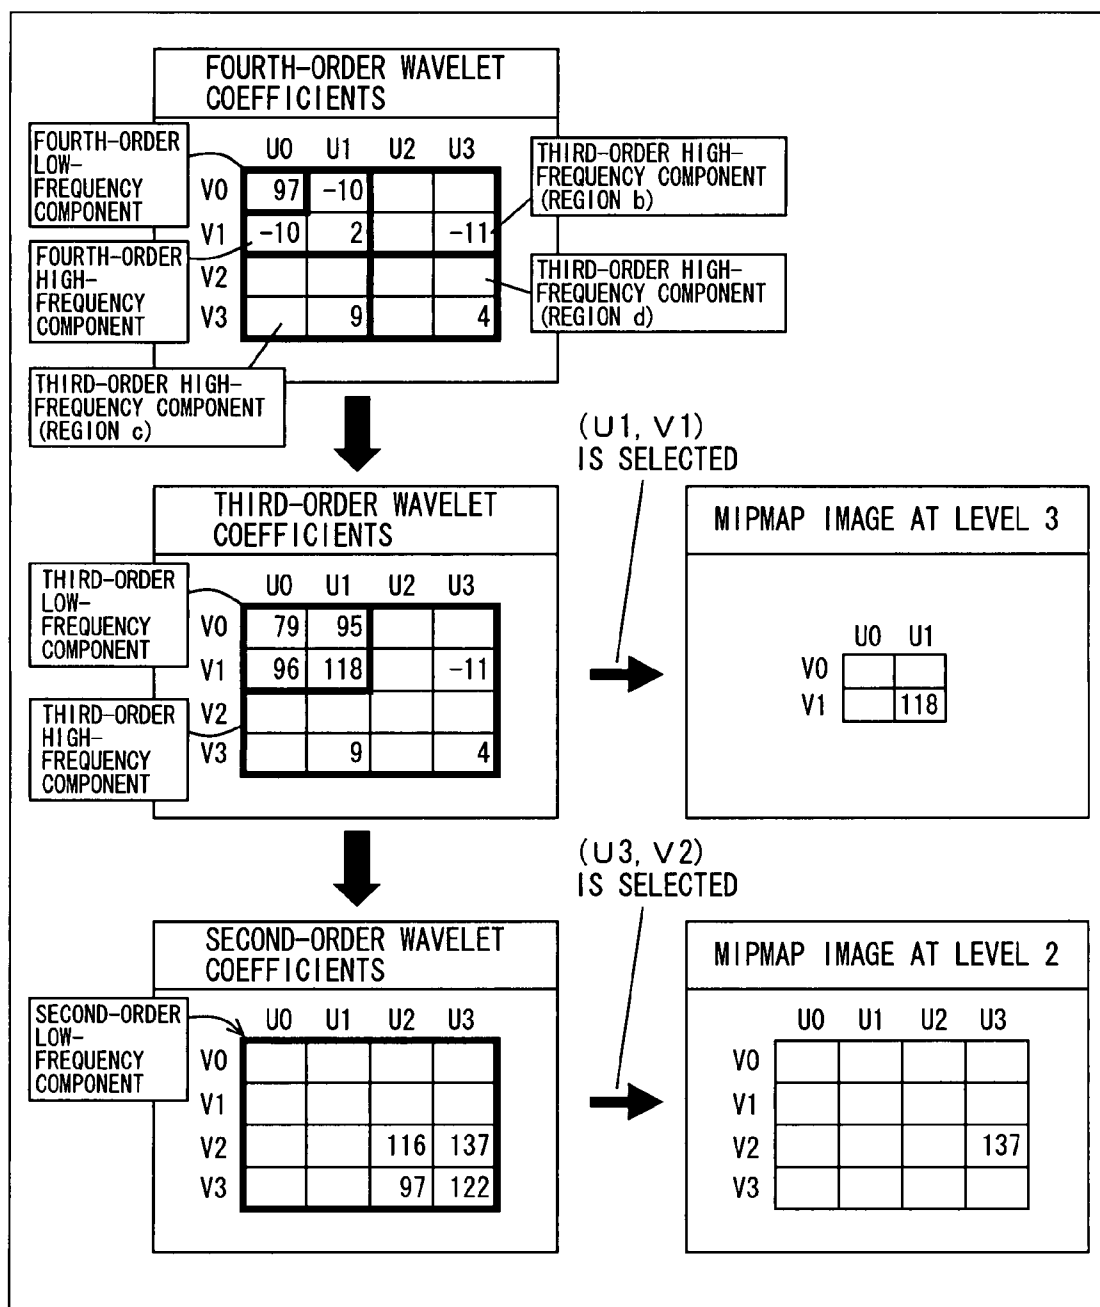 FOURTH-ORDER WAVELET
COEFFICIENTS
FOURTH-ORDER
LOW-
FREQUENCY
COMPONENT
U0 U1 U2 U3
V0 97 -10
V1 -10 2 -11
V2
V3 9 4
THIRD-ORDER HIGH-
FREQUENCY COMPONENT
(REGION b)
FOURTH-ORDER
HIGH-
FREQUENCY
COMPONENT
THIRD-ORDER HIGH-
FREQUENCY COMPONENT
(REGION d)
THIRD-ORDER HIGH-
FREQUENCY COMPONENT
(REGION c)
(U1, V1)
IS SELECTED
THIRD-ORDER WAVELET
COEFFICIENTS
THIRD-ORDER
LOW-
FREQUENCY
COMPONENT
U0 U1 U2 U3
V0 79 95
V1 96 118 -11
V2
V3 9 4
THIRD-ORDER
HIGH-
FREQUENCY
COMPONENT
MIPMAP IMAGE AT LEVEL 3
U0 U1
V0
V1 118
(U3, V2)
IS SELECTED
SECOND-ORDER WAVELET
COEFFICIENTS
SECOND-ORDER
LOW-
FREQUENCY
COMPONENT
U0 U1 U2 U3
V0
V1
V2 116 137
V3 97 122
MIPMAP IMAGE AT LEVEL 2
U0 U1 U2 U3
V0
V1
V2 137
V3